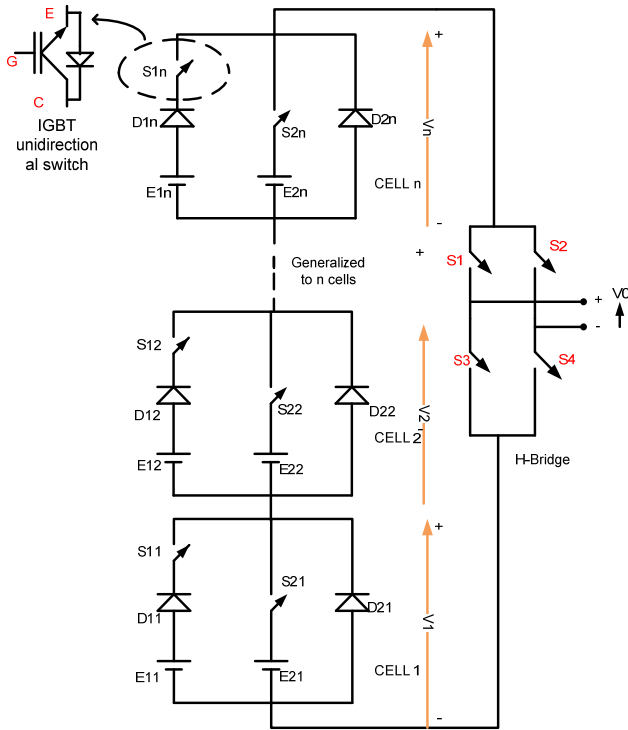 E
G
C
IGBT
unidirection
al switch
S1n
D1n
E1n
S2n
E2n
D2n
+
Vn
CELL n
-
+
Generalized
to n cells
S1
S2
+
-
V0
S3
S4
H-Bridge
S12
D12
E12
S22
E22
D22
V2
-
CELL 2
S11
D11
E11
S21
E21
D21
+
V1
CELL 1
-